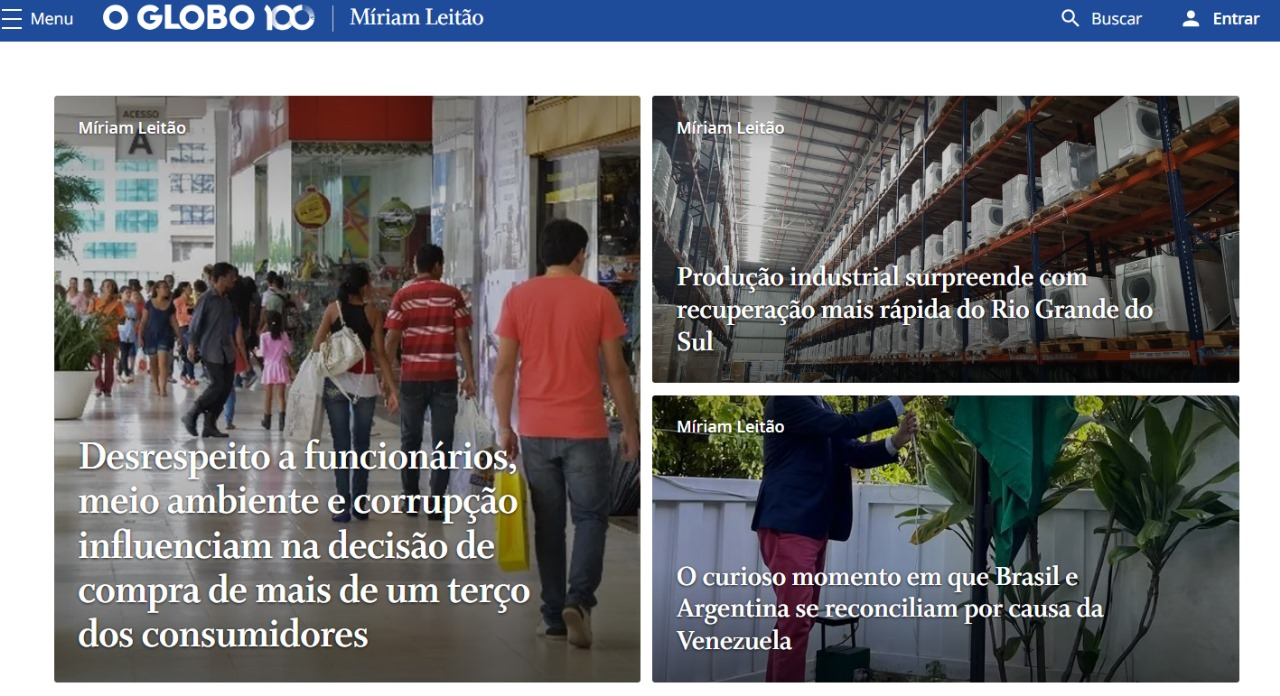 Menu
O GLOBO 100
Míriam Leitão
Buscar
Entrar
ACESSO
A
Míriam Leitão
Desrespeito a funcionários,
meio ambiente e corrupção
influenciam na decisão de
compra de mais de um terço
dos consumidores
Míriam Leitão
Produção industrial surpreende com
recuperação mais rápida do Rio Grande do
Sul
Míriam Leitão
O curioso momento em que Brasil e
Argentina se reconciliam por causa da
Venezuela